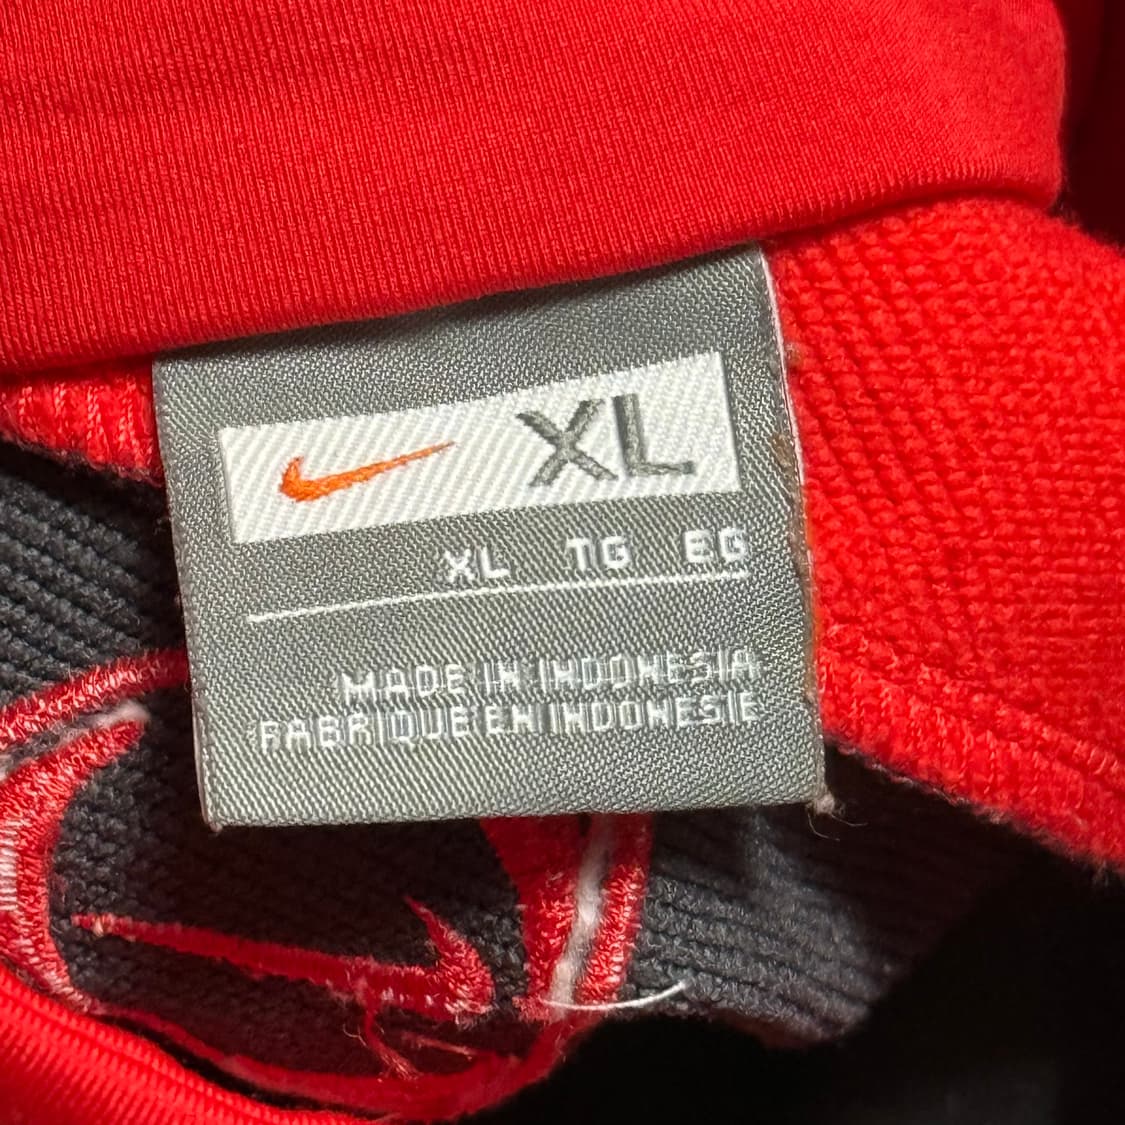 XL
XL TG EG
MADE IN INDONESIA
FABRIQUE EN INDONESIE